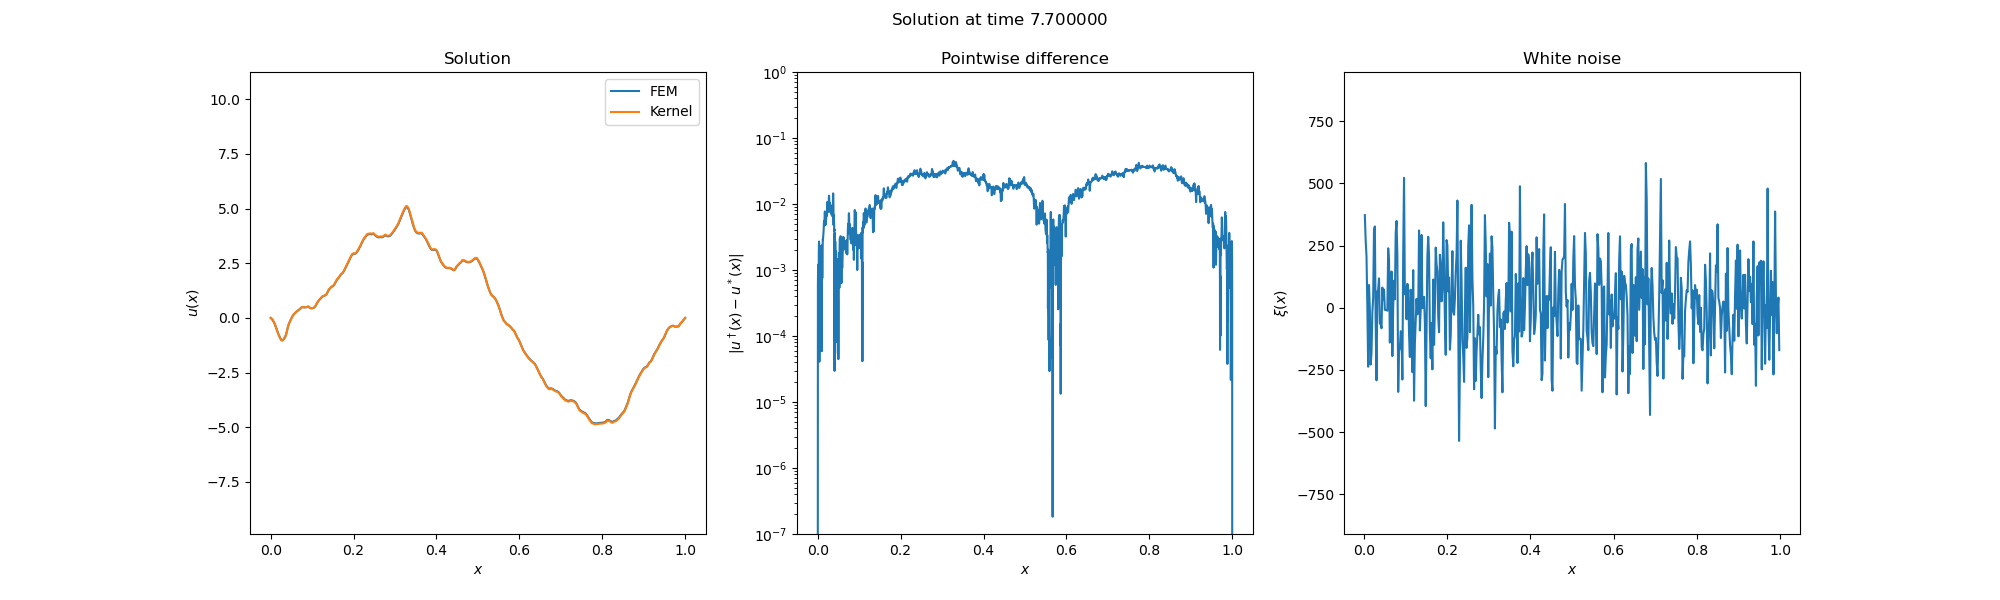 Solution at time 7.700000
Solution
10.0
7.5
5.0
2.5
0.0
−2.5
−5.0
−7.5
u(x)
0.0 0.2 0.4 0.6 0.8 1.0
x
FEM
Kernel
Pointwise difference
10⁰
10⁻¹
10⁻²
10⁻³
10⁻⁴
10⁻⁵
10⁻⁶
10⁻⁷
|u†(x) − u*(x)|
0.0 0.2 0.4 0.6 0.8 1.0
x
White noise
750
500
250
0
−250
−500
−750
ξ(x)
0.0 0.2 0.4 0.6 0.8 1.0
x